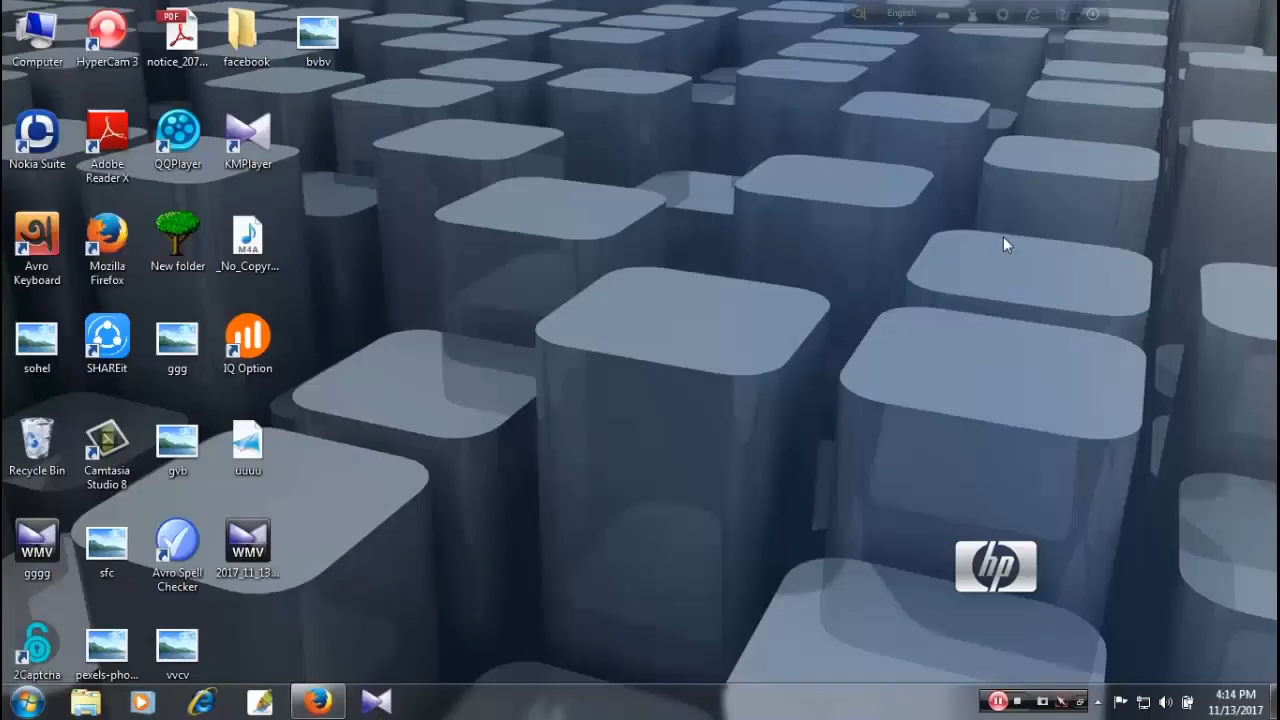 English
PDF
Computer
HyperCam 3
notice_207...
facebook
bvbv
Nokia Suite
Adobe
Reader X
QQPlayer
KMPlayer
অ
Avro
Keyboard
Mozilla
Firefox
New folder
M4A
_No_Copyr...
sohel
SHAREit
ggg
IQ Option
Recycle Bin
Camtasia
Studio 8
gvb
uuuu
WMV
gggg
sfc
Avro Spell
Checker
WMV
2017_11_13...
hp
2Captcha
pexels-pho...
vvcv
4:14 PM
11/13/2017